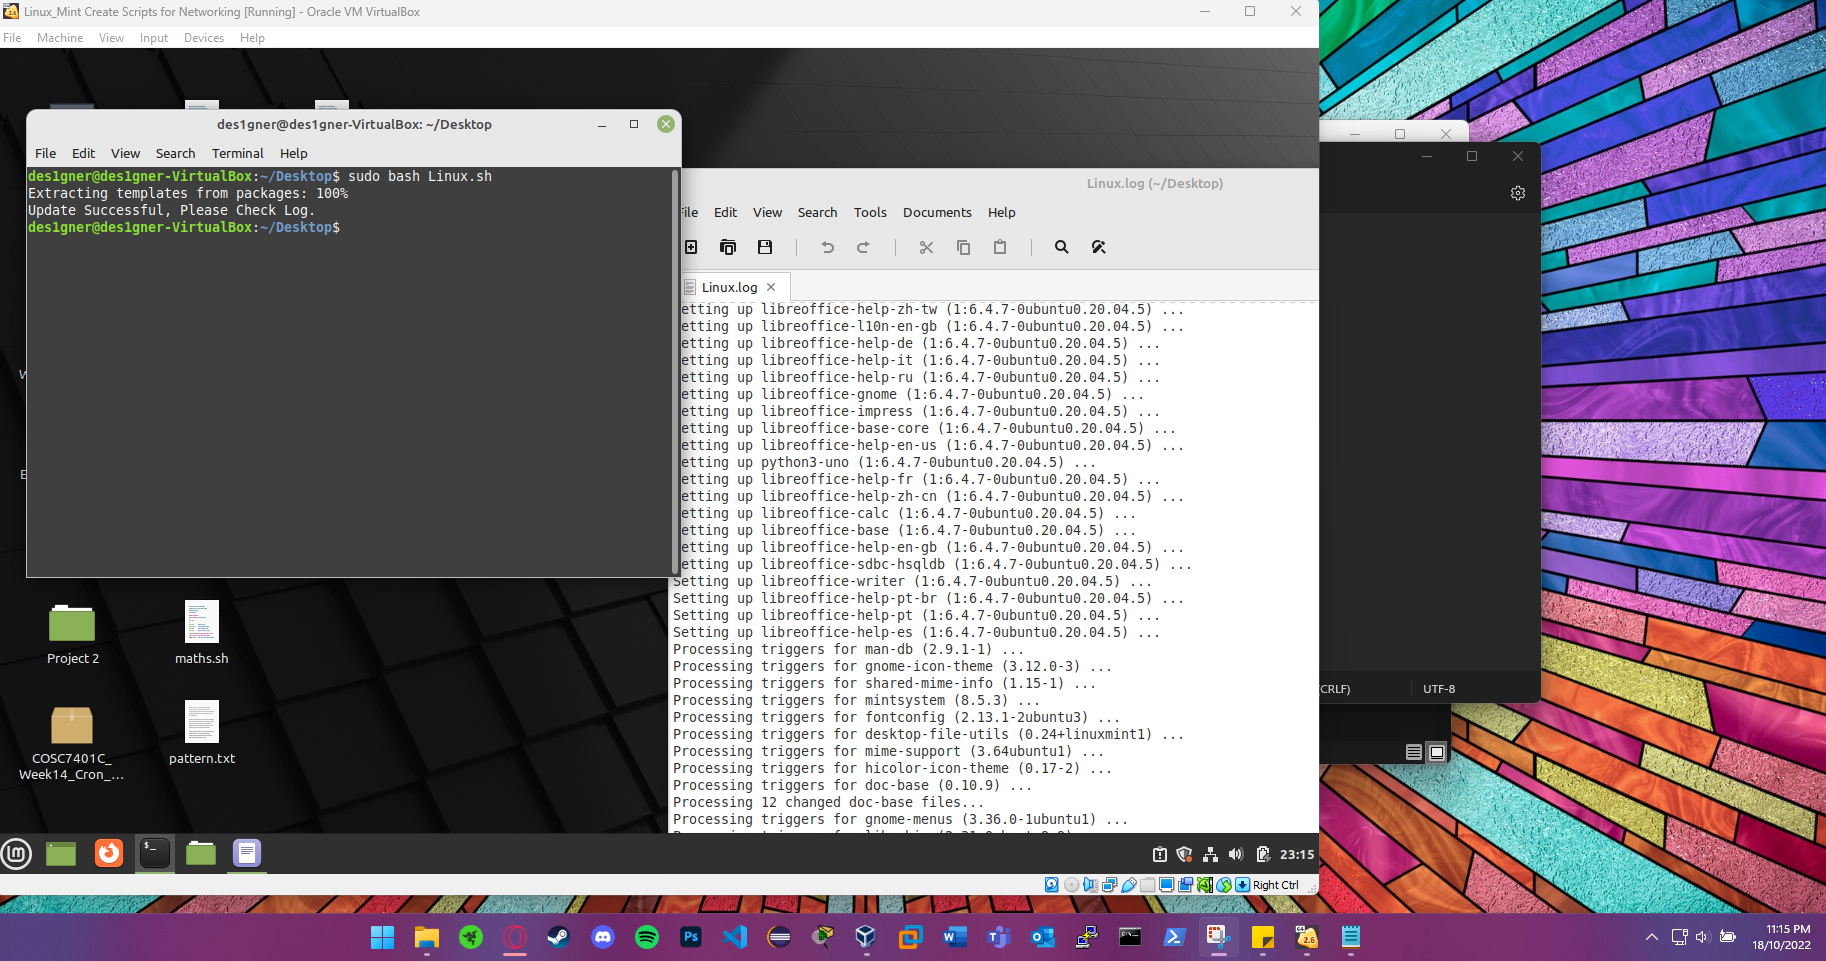 Linux_Mint Create Scripts for Networking [Running] - Oracle VM VirtualBox
File Machine View Input Devices Help
des1gner@des1gner-VirtualBox: ~/Desktop
File Edit View Search Terminal Help
des1gner@des1gner-VirtualBox:~/Desktop$ sudo bash Linux.sh
Extracting templates from packages: 100%
Update Successful, Please Check Log.
des1gner@des1gner-VirtualBox:~/Desktop$
Linux.log (~/Desktop)
ile Edit View Search Tools Documents Help
Linux.log
etting up libreoffice-help-zh-tw (1:6.4.7-0ubuntu0.20.04.5) ...
etting up libreoffice-l10n-en-gb (1:6.4.7-0ubuntu0.20.04.5) ...
etting up libreoffice-help-de (1:6.4.7-0ubuntu0.20.04.5) ...
etting up libreoffice-help-it (1:6.4.7-0ubuntu0.20.04.5) ...
etting up libreoffice-help-ru (1:6.4.7-0ubuntu0.20.04.5) ...
etting up libreoffice-gnome (1:6.4.7-0ubuntu0.20.04.5) ...
etting up libreoffice-impress (1:6.4.7-0ubuntu0.20.04.5) ...
etting up libreoffice-base-core (1:6.4.7-0ubuntu0.20.04.5) ...
etting up libreoffice-help-en-us (1:6.4.7-0ubuntu0.20.04.5) ...
etting up python3-uno (1:6.4.7-0ubuntu0.20.04.5) ...
etting up libreoffice-help-fr (1:6.4.7-0ubuntu0.20.04.5) ...
etting up libreoffice-help-zh-cn (1:6.4.7-0ubuntu0.20.04.5) ...
etting up libreoffice-calc (1:6.4.7-0ubuntu0.20.04.5) ...
etting up libreoffice-base (1:6.4.7-0ubuntu0.20.04.5) ...
etting up libreoffice-help-en-gb (1:6.4.7-0ubuntu0.20.04.5) ...
etting up libreoffice-sdbc-hsqldb (1:6.4.7-0ubuntu0.20.04.5) ...
Setting up libreoffice-writer (1:6.4.7-0ubuntu0.20.04.5) ...
Setting up libreoffice-help-pt-br (1:6.4.7-0ubuntu0.20.04.5) ...
Setting up libreoffice-help-pt (1:6.4.7-0ubuntu0.20.04.5) ...
Setting up libreoffice-help-es (1:6.4.7-0ubuntu0.20.04.5) ...
Processing triggers for man-db (2.9.1-1) ...
Processing triggers for gnome-icon-theme (3.12.0-3) ...
Processing triggers for shared-mime-info (1.15-1) ...
Processing triggers for mintsystem (8.5.3) ...
Processing triggers for fontconfig (2.13.1-2ubuntu3) ...
Processing triggers for desktop-file-utils (0.24+linuxmint1) ...
Processing triggers for mime-support (3.64ubuntu1) ...
Processing triggers for hicolor-icon-theme (0.17-2) ...
Processing triggers for doc-base (0.10.9) ...
Processing 12 changed doc-base files...
Processing triggers for gnome-menus (3.36.0-1ubuntu1) ...
Project 2
maths.sh
COSC7401C_
Week14_Cron_...
pattern.txt
CRLF) UTF-8
23:15
Right Ctrl
11:15 PM
18/10/2022